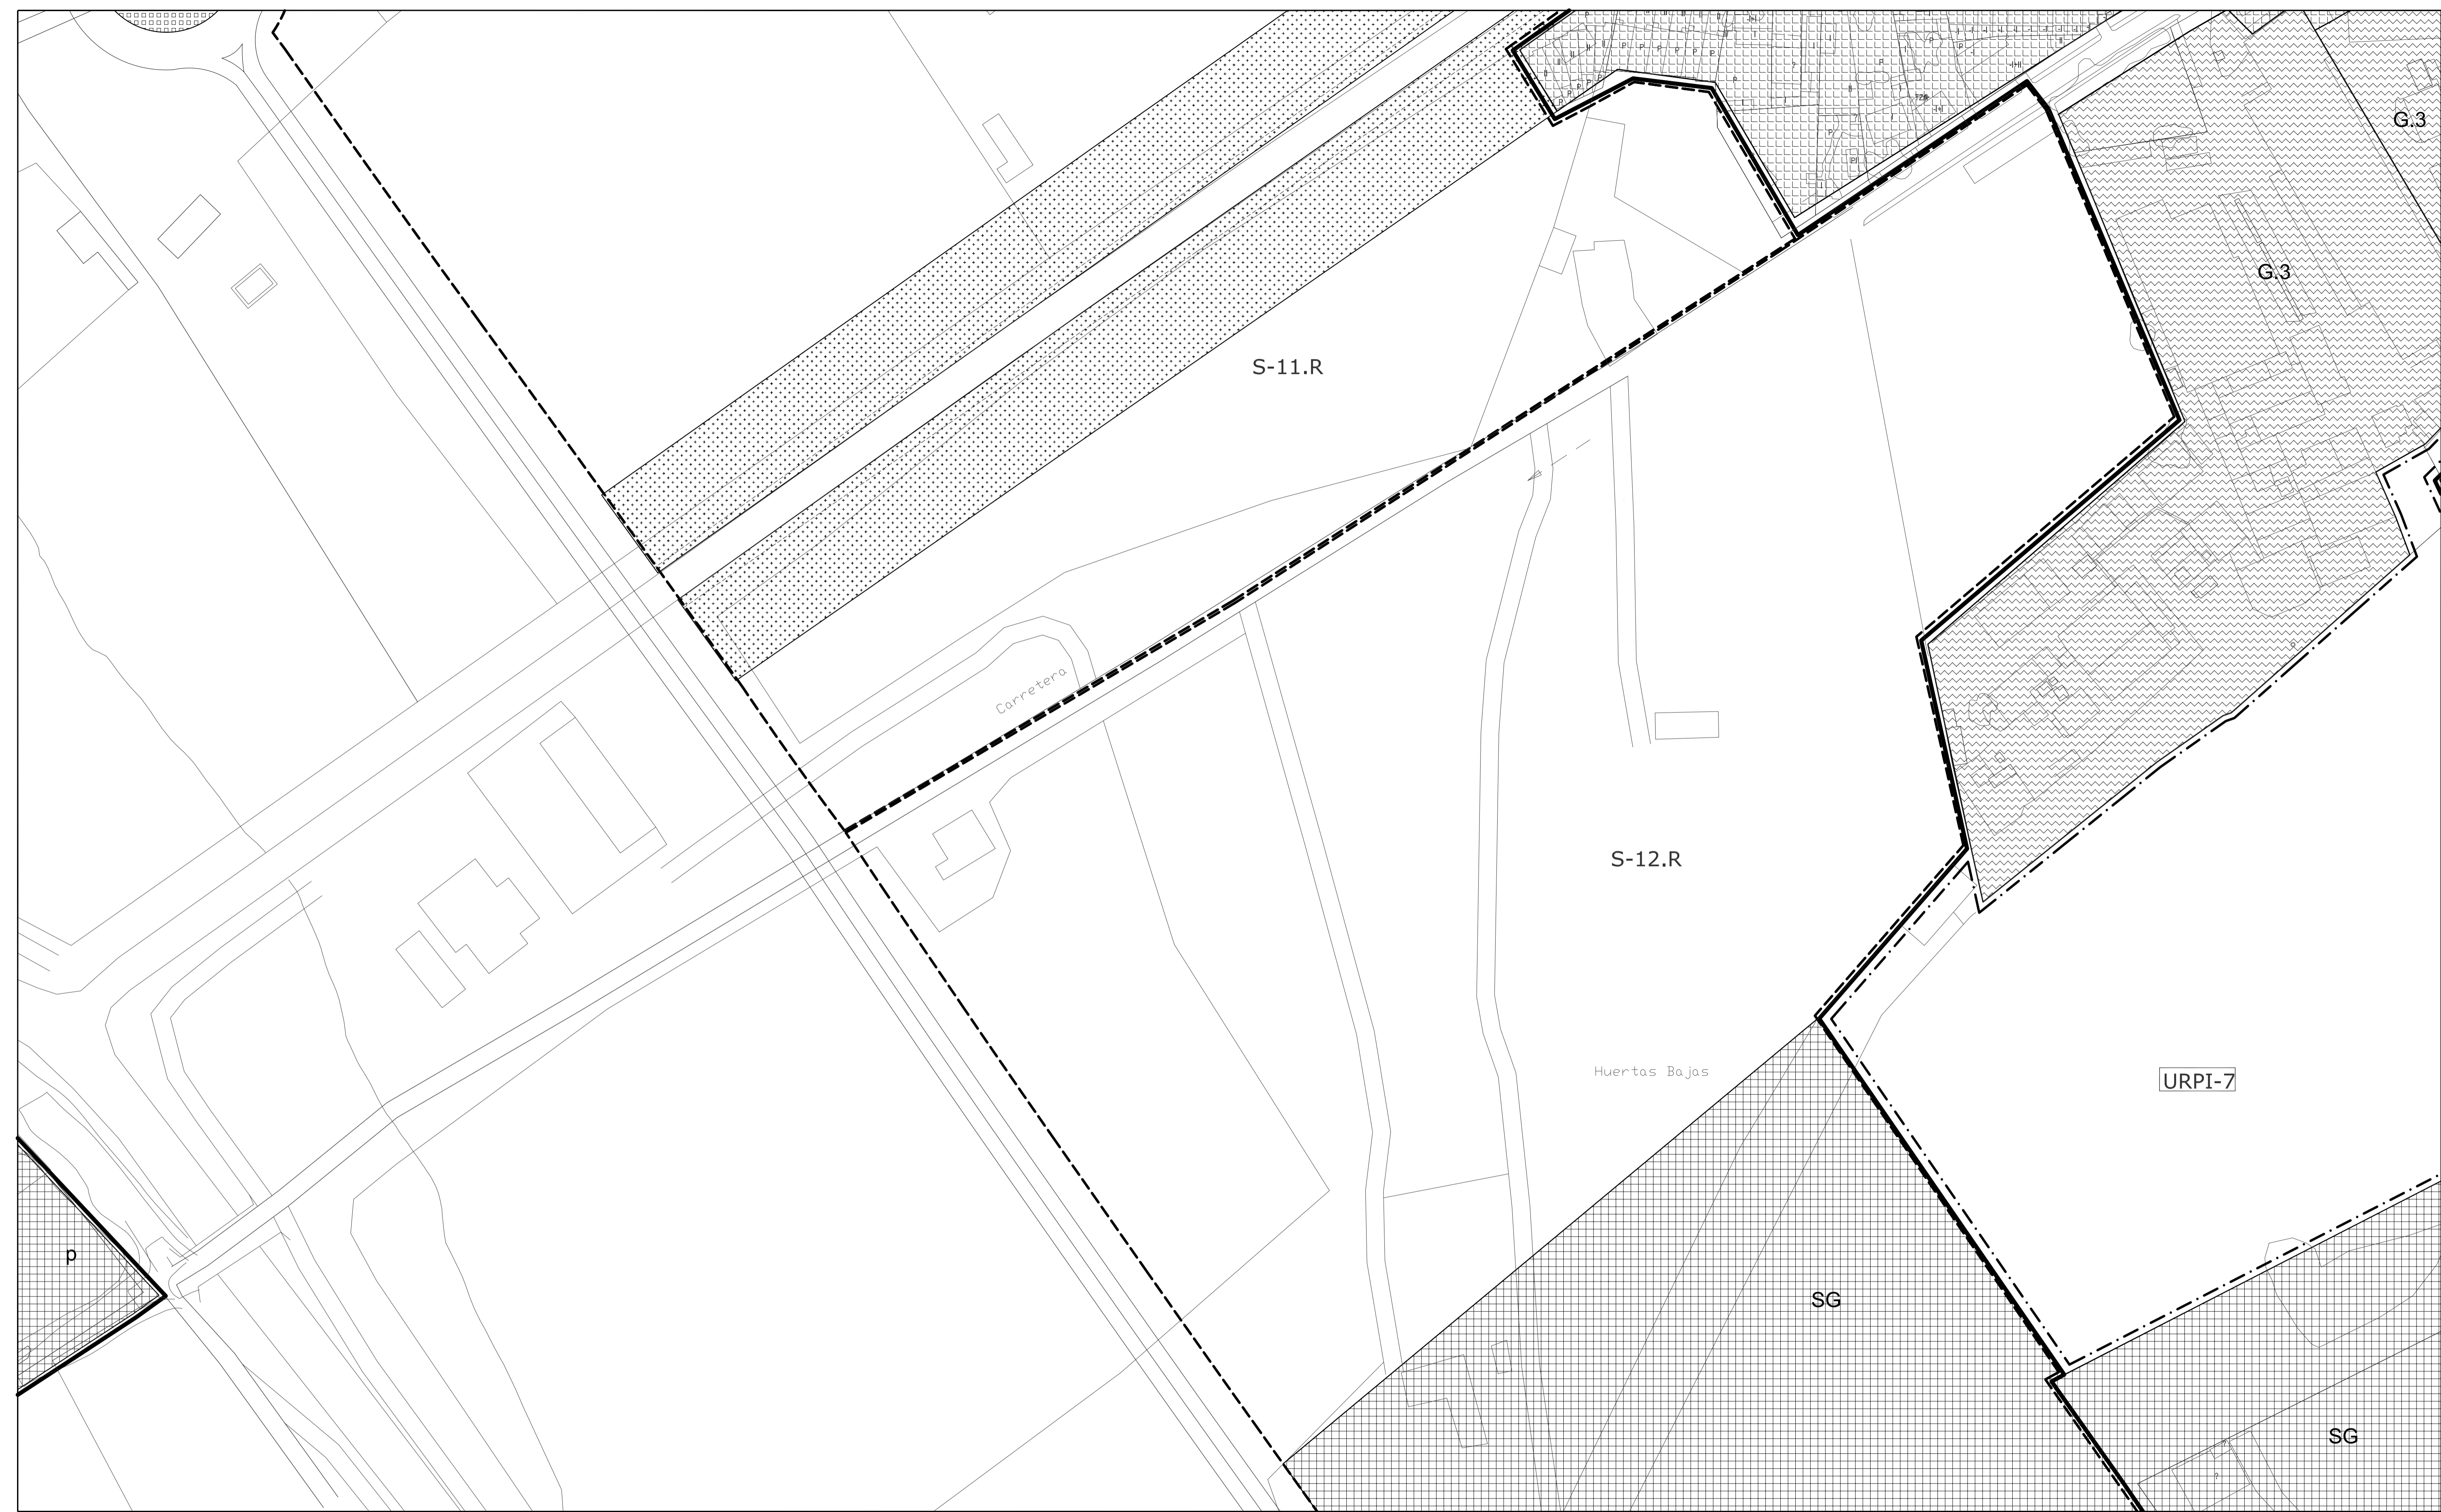 G.3
G.3
S-11.R
Carretera
S-12.R
Huertas Bajas
URPI-7
p
SG
SG